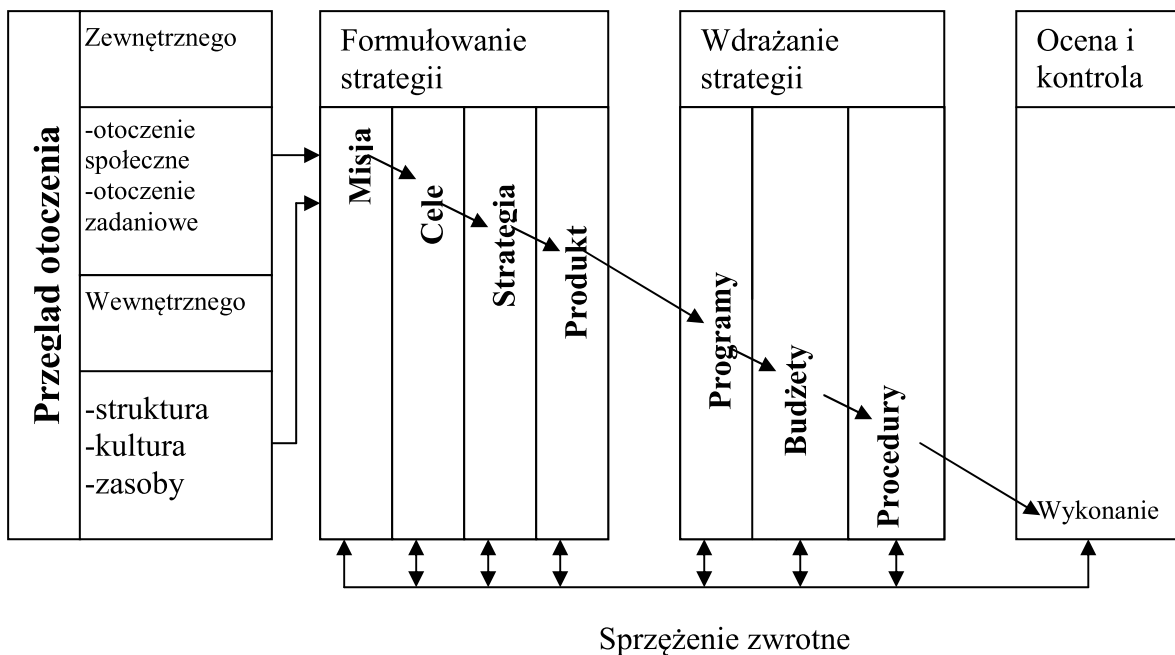 Przegląd otoczenia
Zewnętrznego
-otoczenie
społeczne
-otoczenie
zadaniowe
Wewnętrznego
-struktura
-kultura
-zasoby
Formułowanie
strategii
Misja
Cele
Strategia
Produkt
Wdrażanie
strategii
Programy
Budżety
Procedury
Ocena i
kontrola
Wykonanie
Sprzężenie zwrotne